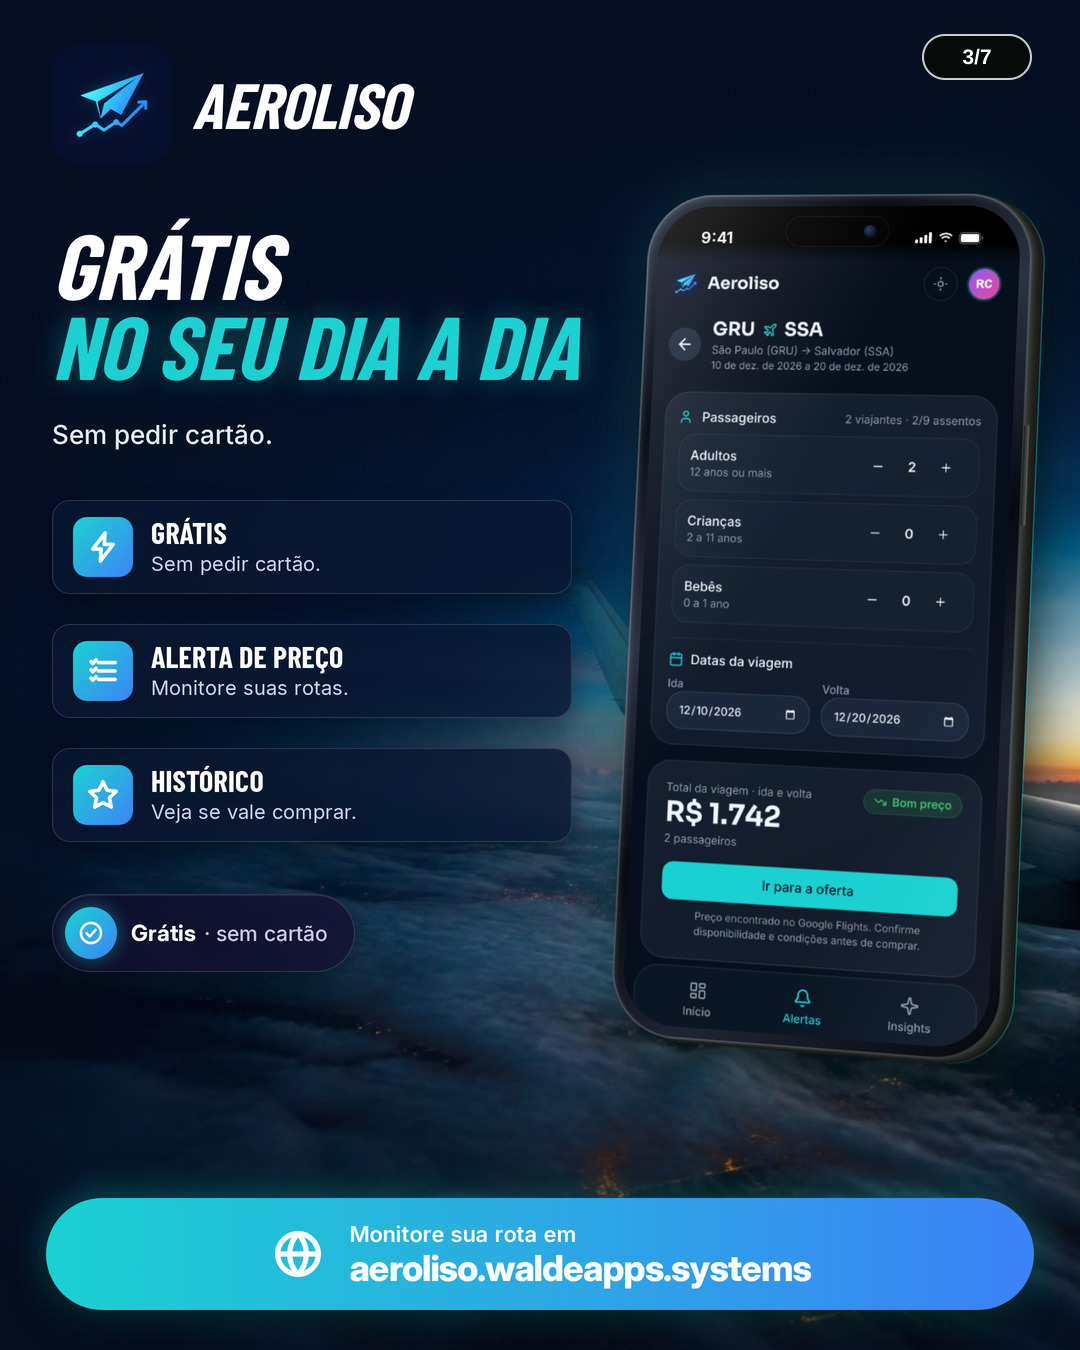 AEROLISO
3/7
GRÁTIS
NO SEU DIA A DIA
Sem pedir cartão.
GRÁTIS
Sem pedir cartão.
ALERTA DE PREÇO
Monitore suas rotas.
HISTÓRICO
Veja se vale comprar.
Grátis · sem cartão
9:41
Aeroliso
RC
GRU SSA
São Paulo (GRU) → Salvador (SSA)
10 de dez. de 2026 a 20 de dez. de 2026
Passageiros 2 viajantes · 2/9 assentos
Adultos
12 anos ou mais
− 2 +
Crianças
2 a 11 anos
− 0 +
Bebês
0 a 1 ano
− 0 +
Datas da viagem
Ida Volta
12/10/2026 12/20/2026
Total da viagem · ida e volta
R$ 1.742
Bom preço
2 passageiros
Ir para a oferta
Preço encontrado no Google Flights. Confirme
disponibilidade e condições antes de comprar.
Início Alertas Insights
Monitore sua rota em
aeroliso.waldeapps.systems